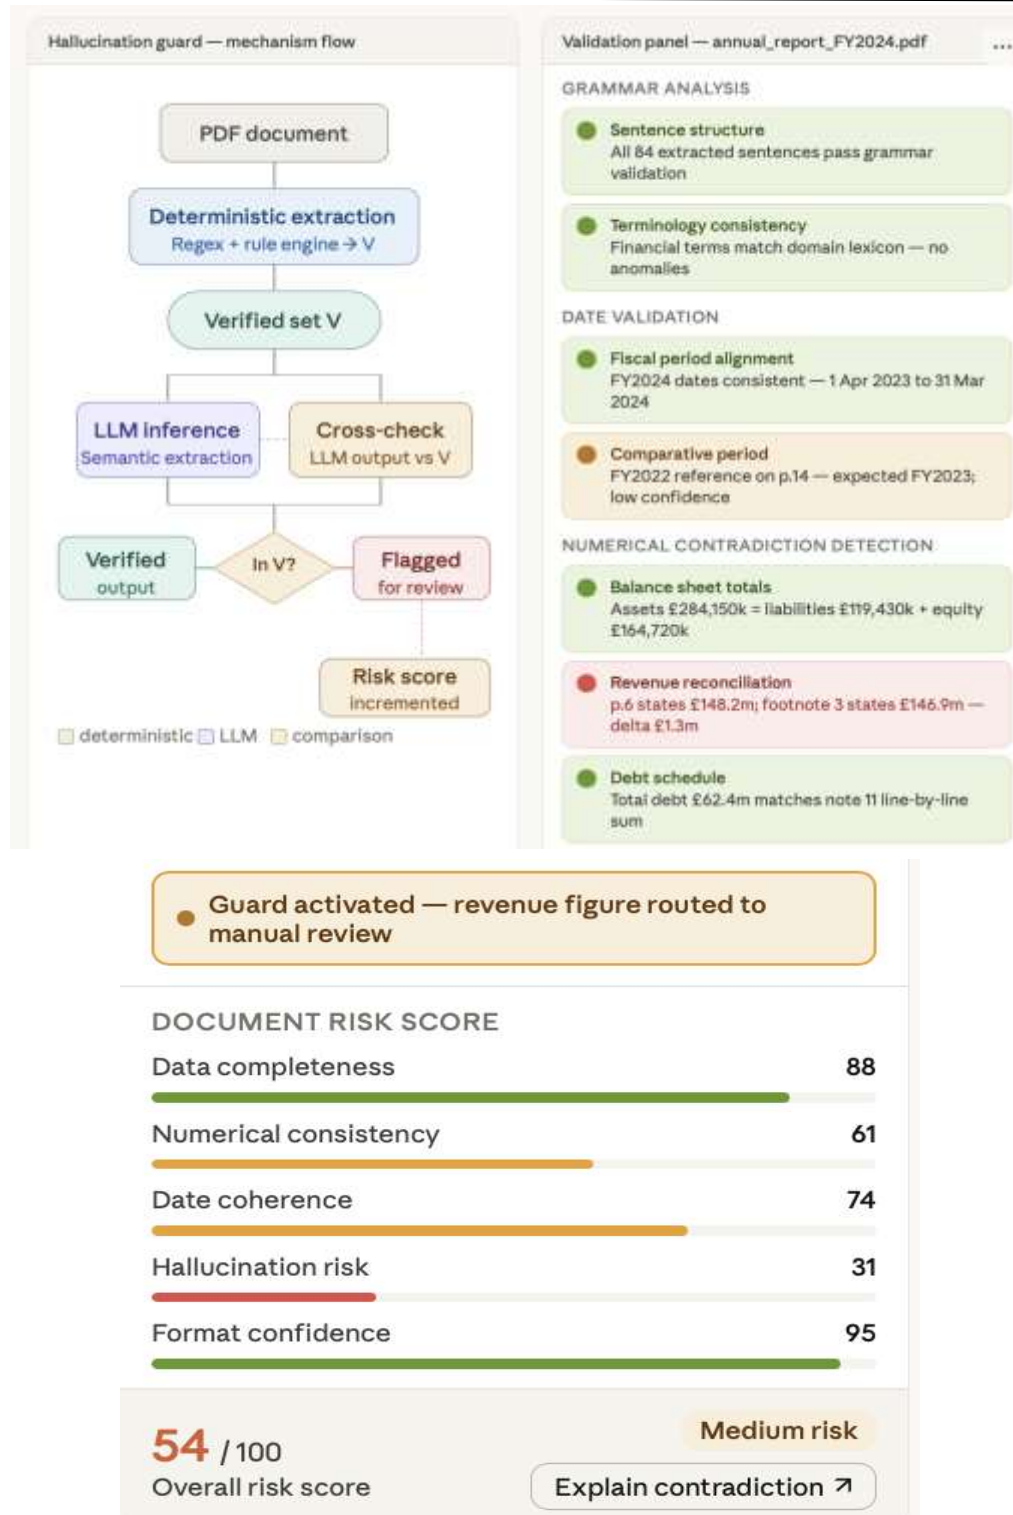 Hallucination guard — mechanism flow
PDF document
Deterministic extraction
Regex + rule engine → V
Verified set V
LLM inference
Semantic extraction
Cross-check
LLM output vs V
Verified
output
In V?
Flagged
for review
Risk score
incremented
deterministic
LLM
comparison
Validation panel — annual_report_FY2024.pdf
...
GRAMMAR ANALYSIS
Sentence structure
All 84 extracted sentences pass grammar
validation
Terminology consistency
Financial terms match domain lexicon — no
anomalies
DATE VALIDATION
Fiscal period alignment
FY2024 dates consistent — 1 Apr 2023 to 31 Mar
2024
Comparative period
FY2022 reference on p.14 — expected FY2023;
low confidence
NUMERICAL CONTRADICTION DETECTION
Balance sheet totals
Assets £284,150k = liabilities £119,430k + equity
£164,720k
Revenue reconciliation
p.6 states £148.2m; footnote 3 states £146.9m —
delta £1.3m
Debt schedule
Total debt £62.4m matches note 11 line-by-line
sum
Guard activated — revenue figure routed to
manual review
DOCUMENT RISK SCORE
Data completeness 88
Numerical consistency 61
Date coherence 74
Hallucination risk 31
Format confidence 95
54 / 100
Overall risk score
Medium risk
Explain contradiction ↗